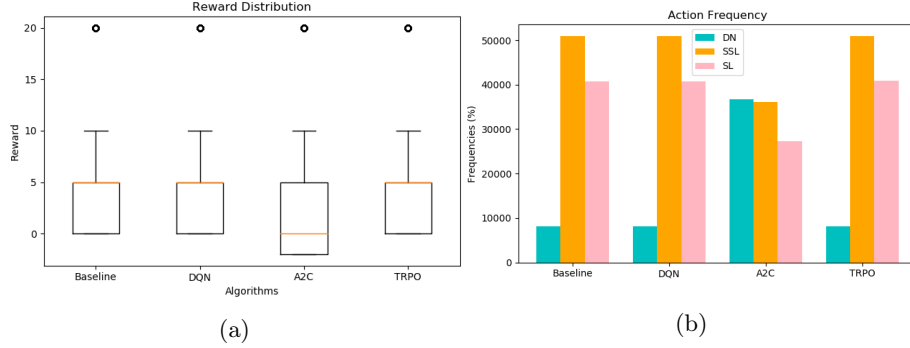 Reward Distribution
20
15
10
5
0
Reward
Baseline
DQN
A2C
TRPO
Algorithms
(a)
Action Frequency
DN
SSL
SL
50000
40000
30000
20000
10000
0
Frequencies (%)
Baseline
DQN
A2C
TRPO
(b)